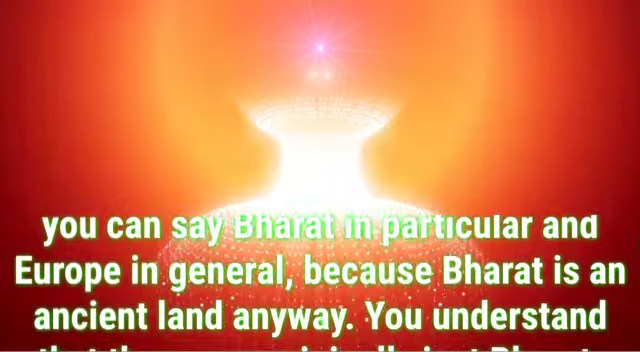 you can say Bharat in particular and
Europe in general, because Bharat is an
ancient land anyway. You understand